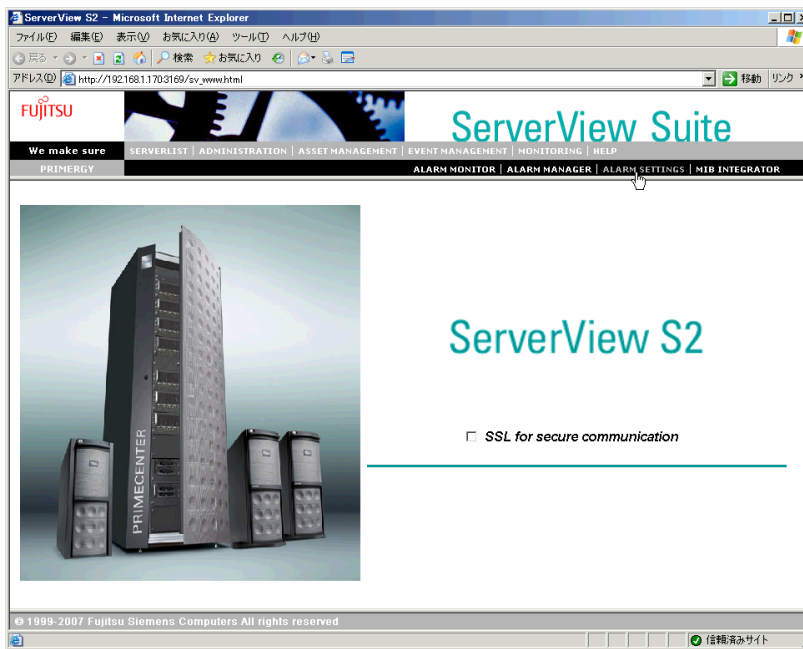 ServerView S2 - Microsoft Internet Explorer
ファイル(F) 編集(E) 表示(V) お気に入り(A) ツール(T) ヘルプ(H)
戻る 検索 お気に入り
アドレス(D) http://192.168.1.170:3169/sv_www.html 移動 リンク »
FUJITSU
ServerView Suite
We make sure SERVERLIST | ADMINISTRATION | ASSET MANAGEMENT | EVENT MANAGEMENT | MONITORING | HELP
PRIMERGY ALARM MONITOR | ALARM MANAGER | ALARM SETTINGS | MIB INTEGRATOR
PRIMECENTER
ServerView S2
SSL for secure communication
© 1999-2007 Fujitsu Siemens Computers All rights reserved
信頼済みサイト